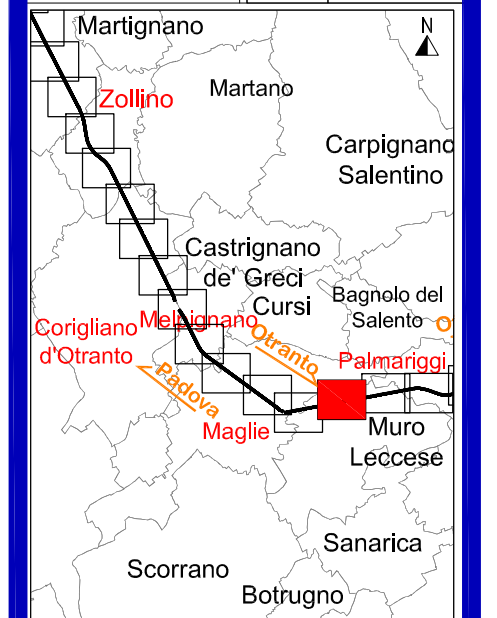 Martignano
N
Zollino
Martano
Carpignano
Salentino
Castrignano
de' Greci
Cursi
Bagnolo del
Salento
Melpignano
Corigliano
d'Otranto
Otranto
Palmariggi
Padova
Maglie
Muro
Leccese
Sanarica
Scorrano
Botrugno